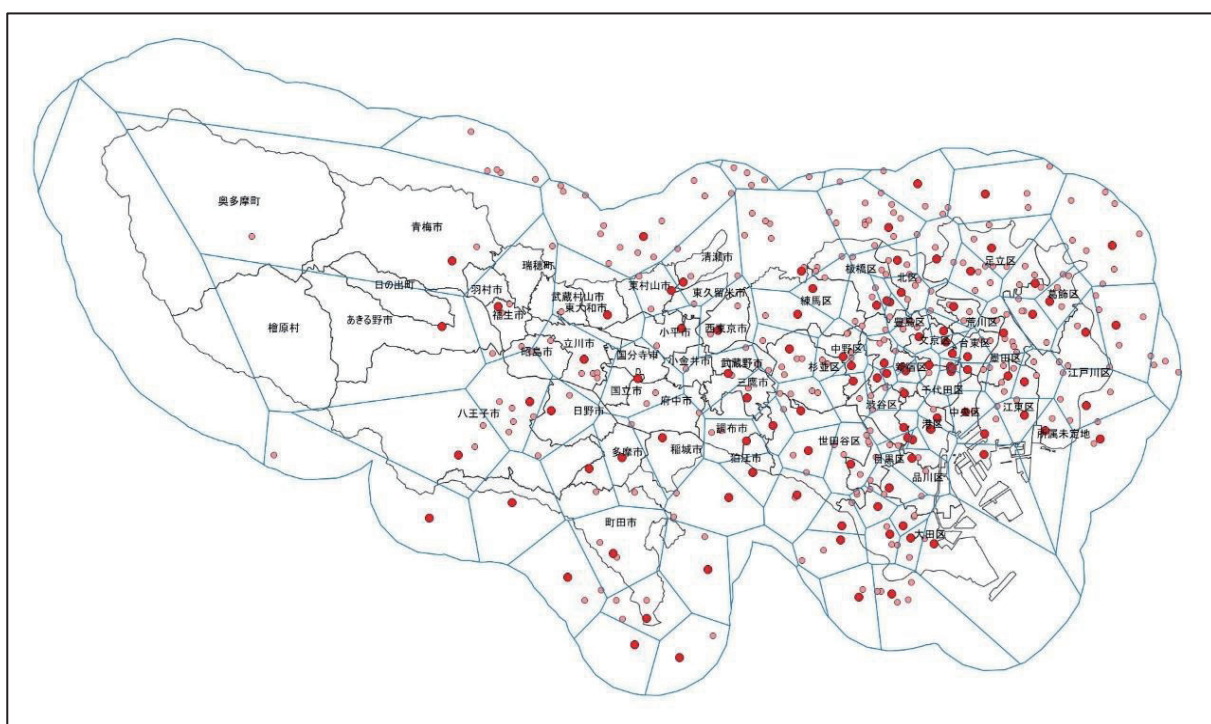 奥多摩町
青梅市
日の出町
檜原村
あきる野市
羽村市
瑞穂町
福生市
武蔵村山市
東大和市
東村山市
清瀬市
東久留米市
小平市
西東京市
昭島市
立川市
国分寺市
小金井市
武蔵野市
三鷹市
国立市
府中市
八王子市
日野市
多摩市
稲城市
調布市
狛江市
町田市
板橋区
北区
足立区
葛飾区
練馬区
豊島区
荒川区
文京区
台東区
墨田区
中野区
杉並区
新宿区
千代田区
江戸川区
渋谷区
中央区
江東区
世田谷区
港区
所属未定地
目黒区
品川区
大田区